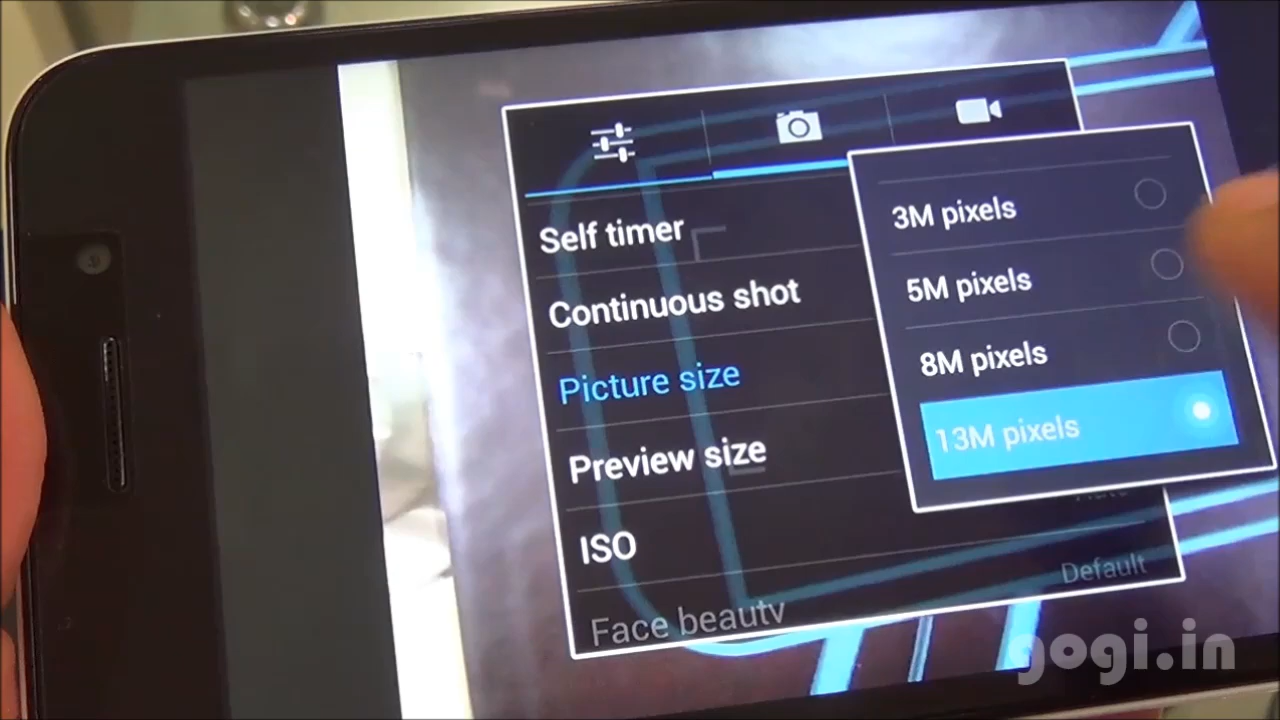 Self timer
Continuous shot
Picture size
Preview size
ISO
Face beauty
3M pixels
5M pixels
8M pixels
13M pixels
Auto
Default
gogi.in